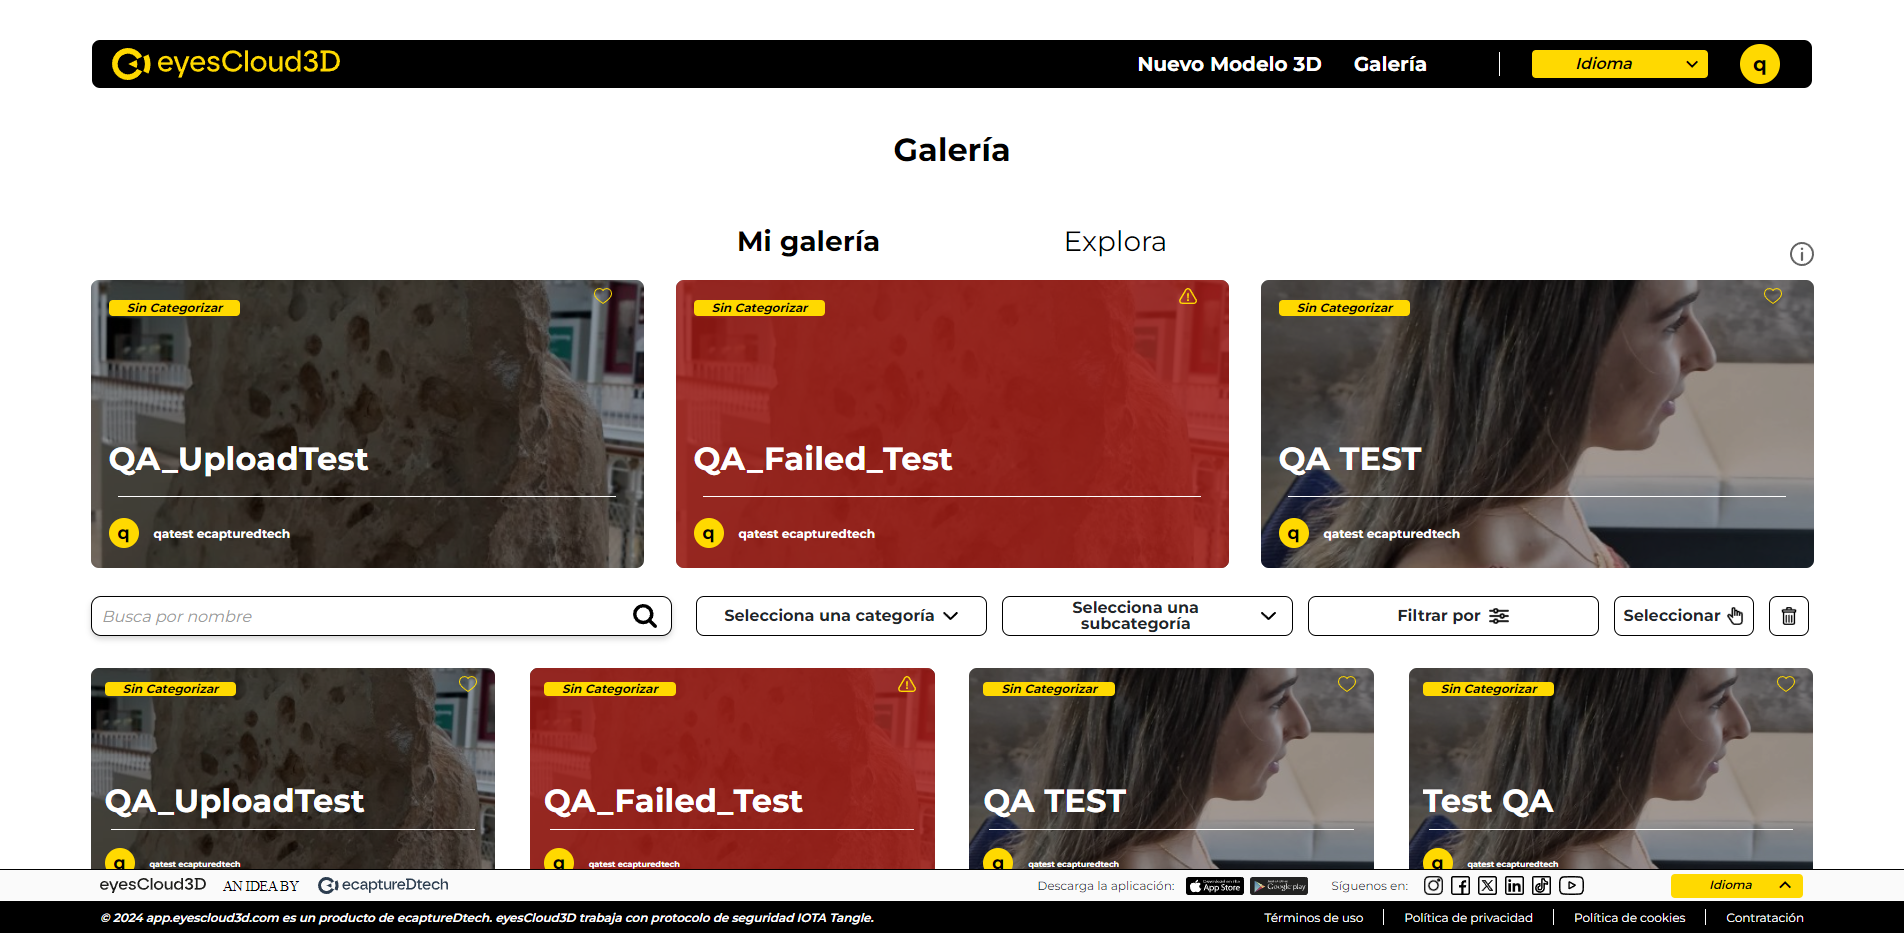 eyesCloud3D
Nuevo Modelo 3D Galería Idioma q
Galería
Mi galería Explora
Sin Categorizar
QA_UploadTest
q qatest ecapturedtech
Sin Categorizar
QA_Failed_Test
q qatest ecapturedtech
Sin Categorizar
QA TEST
q qatest ecapturedtech
Busca por nombre
Selecciona una categoría
Selecciona una
subcategoría
Filtrar por
Seleccionar
Sin Categorizar
QA_UploadTest
q qatest ecapturedtech
Sin Categorizar
QA_Failed_Test
q qatest ecapturedtech
Sin Categorizar
QA TEST
q qatest ecapturedtech
Sin Categorizar
Test QA
q qatest ecapturedtech
eyesCloud3D AN IDEA BY ecaptureDtech
Descarga la aplicación: App Store Google play Síguenos en: Idioma
© 2024 app.eyescloud3d.com es un producto de ecaptureDtech. eyesCloud3D trabaja con protocolo de seguridad IOTA Tangle.
Términos de uso Política de privacidad Política de cookies Contratación